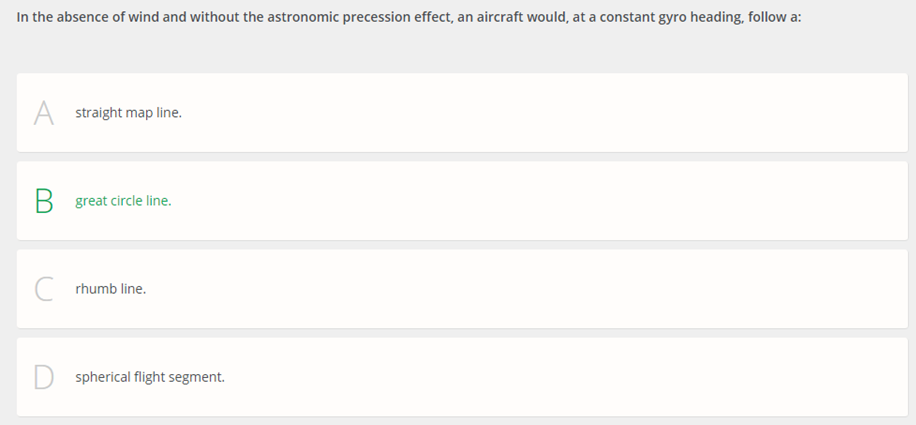 In the absence of wind and without the astronomic precession effect, an aircraft would, at a constant gyro heading, follow a:
A straight map line.
B great circle line.
C rhumb line.
D spherical flight segment.